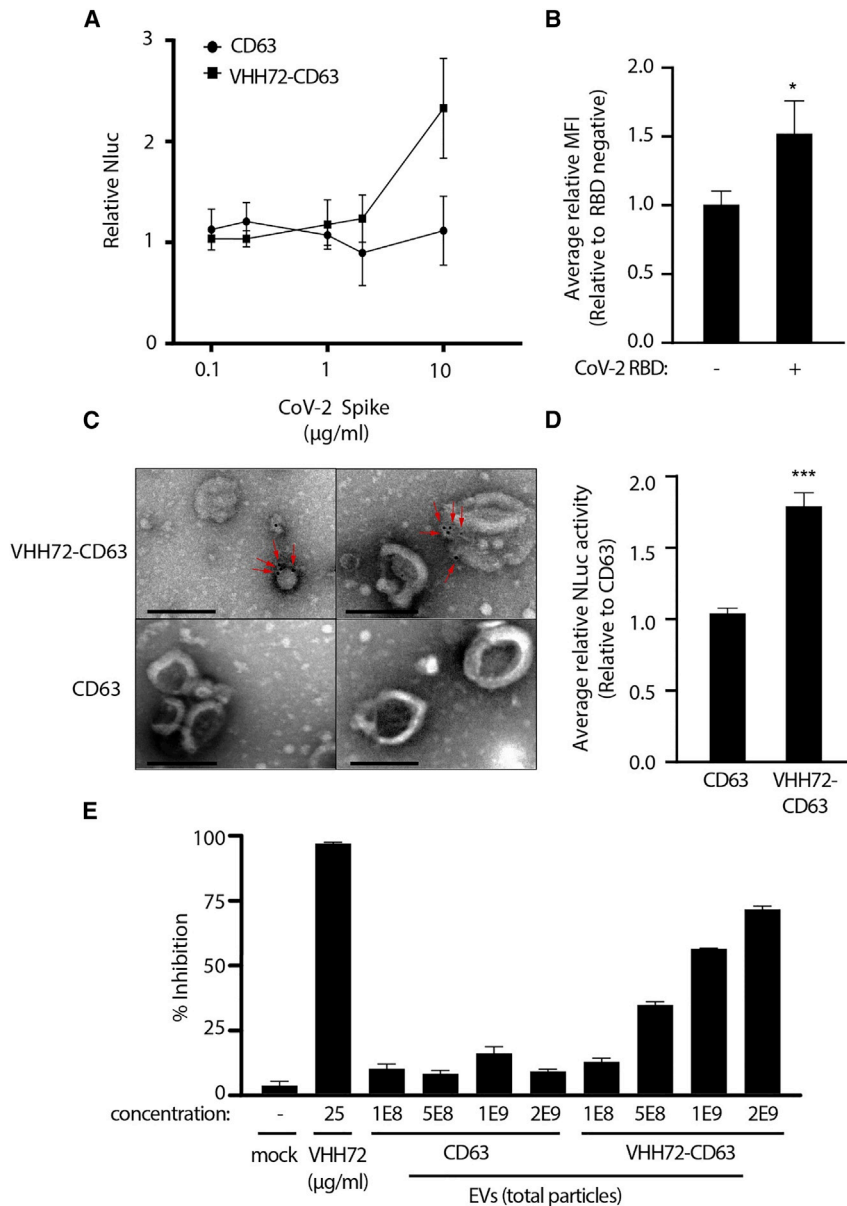 A
3
2
1
0
Relative Nluc
CD63
VHH72-CD63
0.1 1 10
CoV-2 Spike
(μg/ml)
B
2.0
1.5
1.0
0.5
0.0
Average relative MFI
(Relative to RBD negative)
*
CoV-2 RBD: - +
C
VHH72-CD63
CD63
D
2.0
1.5
1.0
0.5
0.0
Average relative NLuc activity
(Relative to CD63)
***
CD63 VHH72-
CD63
E
100
75
50
25
0
% Inhibition
concentration: - 25 1E8 5E8 1E9 2E9 1E8 5E8 1E9 2E9
mock VHH72 CD63 VHH72-CD63
(μg/ml)
EVs (total particles)